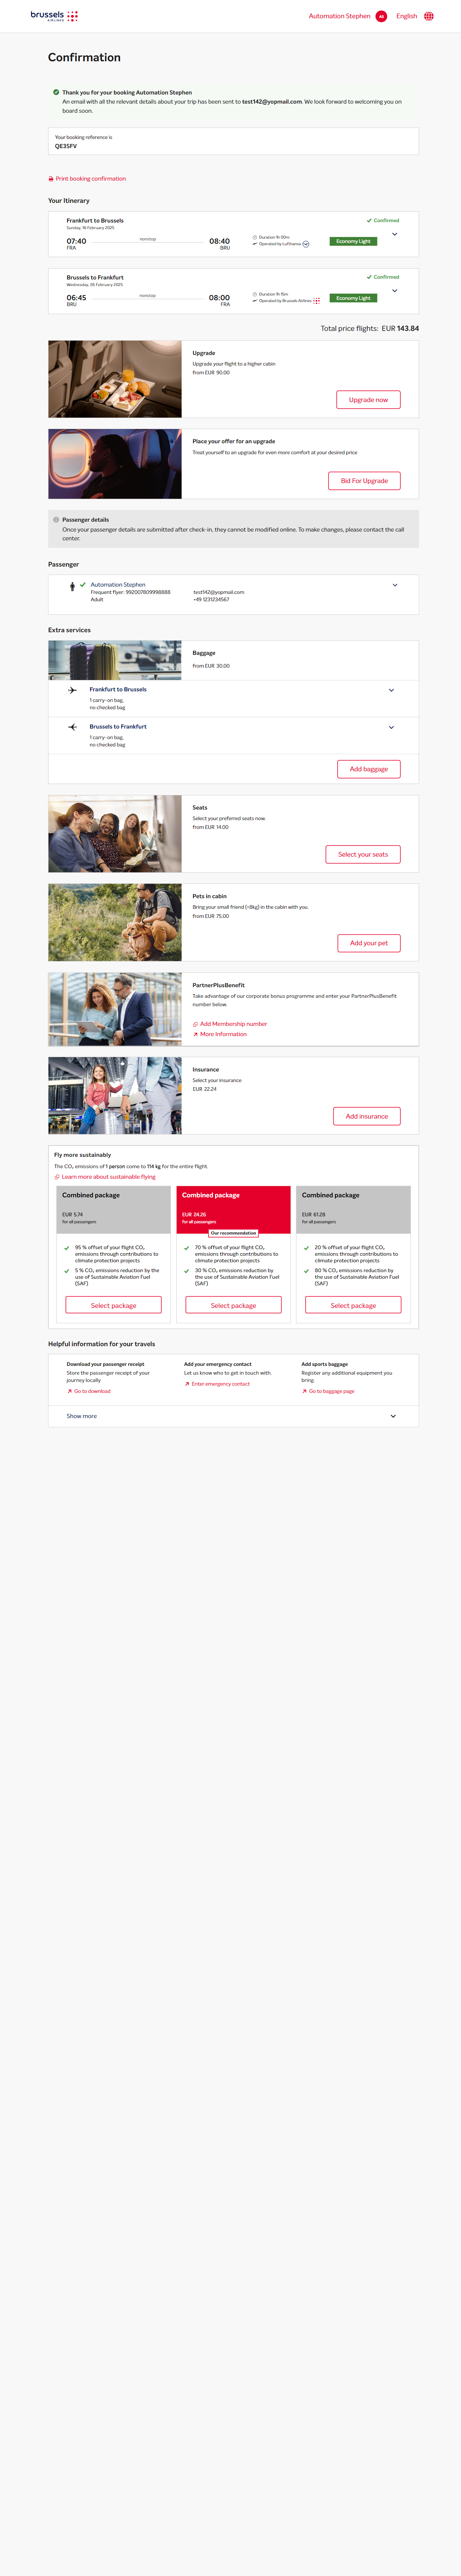 brussels
AIRLINES
Automation Stephen
AS
English
Confirmation
Thank you for your booking Automation Stephen
An email with all the relevant details about your trip has been sent to test142@yopmail.com. We look forward to welcoming you on
board soon.
Your booking reference is
QE35FV
Print booking confirmation
Your Itinerary
Frankfurt to Brussels
Confirmed
Sunday, 16 February 2025
07:40
nonstop
08:40
FRA
BRU
Duration 1h 00m
Operated by Lufthansa
Economy Light
Brussels to Frankfurt
Confirmed
Wednesday, 26 February 2025
06:45
nonstop
08:00
BRU
FRA
Duration 1h 15m
Operated by Brussels Airlines
Economy Light
Total price flights: EUR 143.84
Upgrade
Upgrade your flight to a higher cabin
from EUR 90.00
Upgrade now
Place your offer for an upgrade
Treat yourself to an upgrade for even more comfort at your desired price
Bid For Upgrade
Passenger details
Once your passenger details are submitted after check-in, they cannot be modified online. To make changes, please contact the call
center.
Passenger
Automation Stephen
Frequent flyer: 992007809998888
test142@yopmail.com
Adult
+49 1231234567
Extra services
Baggage
from EUR 30.00
Frankfurt to Brussels
1 carry-on bag,
no checked bag
Brussels to Frankfurt
1 carry-on bag,
no checked bag
Add baggage
Seats
Select your preferred seats now.
from EUR 14.00
Select your seats
Pets in cabin
Bring your small friend (<8kg) in the cabin with you.
from EUR 75.00
Add your pet
PartnerPlusBenefit
Take advantage of our corporate bonus programme and enter your PartnerPlusBenefit
number below.
Add Membership number
More Information
Insurance
Select your insurance
EUR 22.24
Add insurance
Fly more sustainably
The CO₂ emissions of 1 person come to 114 kg for the entire flight.
Learn more about sustainable flying
Combined package
EUR 5.74
for all passengers
95 % offset of your flight CO₂
emissions through contributions to
climate protection projects
5 % CO₂ emissions reduction by the
use of Sustainable Aviation Fuel
(SAF)
Select package
Combined package
EUR 24.26
for all passengers
Our recommendation
70 % offset of your flight CO₂
emissions through contributions to
climate protection projects
30 % CO₂ emissions reduction by
the use of Sustainable Aviation Fuel
(SAF)
Select package
Combined package
EUR 61.28
for all passengers
20 % offset of your flight CO₂
emissions through contributions to
climate protection projects
80 % CO₂ emissions reduction by
the use of Sustainable Aviation Fuel
(SAF)
Select package
Helpful information for your travels
Download your passenger receipt
Store the passenger receipt of your
journey locally
Go to download
Add your emergency contact
Let us know who to get in touch with.
Enter emergency contact
Add sports baggage
Register any additional equipment you
bring
Go to baggage page
Show more